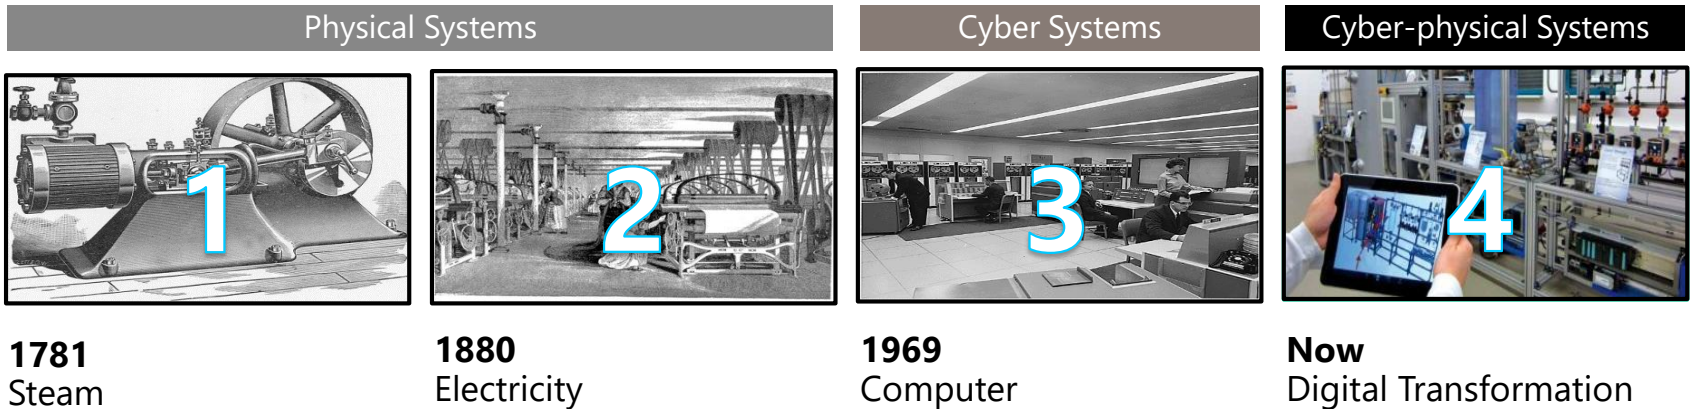 Physical Systems
Cyber Systems
Cyber-physical Systems
1
2
3
4
1781
Steam
1880
Electricity
1969
Computer
Now
Digital Transformation